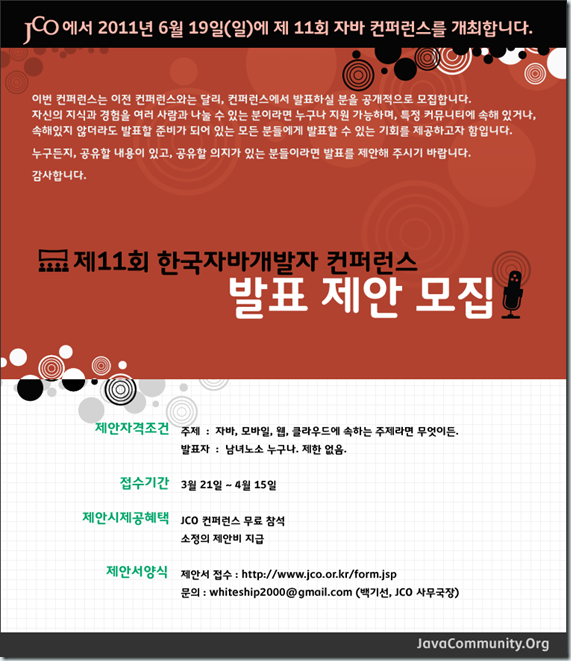 JCO에서 2011년 6월 19일(일)에 제 11회 자바 컨퍼런스를 개최합니다.
이번 컨퍼런스는 이전 컨퍼런스와는 달리, 컨퍼런스에서 발표하실 분을 공개적으로 모집합니다.
자신의 지식과 경험을 여러 사람과 나눌 수 있는 분이라면 누구나 지원 가능하며, 특정 커뮤니티에 속해 있거나,
속해있지 않더라도 발표할 준비가 되어 있는 모든 분들에게 발표할 수 있는 기회를 제공하고자 합니다.
누구든지, 공유할 내용이 있고, 공유할 의지가 있는 분들이라면 발표를 제안해 주시기 바랍니다.
감사합니다.
제11회 한국자바개발자 컨퍼런스
발표 제안 모집
제안자격조건 주제 : 자바, 모바일, 웹, 클라우드에 속하는 주제라면 무엇이든.
발표자 : 남녀노소 누구나. 제한 없음.
접수기간 3월 21일 ~ 4월 15일
제안시제공혜택 JCO 컨퍼런스 무료 참석
소정의 제안비 지급
제안서양식 제안서 접수 : http://www.jco.or.kr/form.jsp
문의 : whiteship2000@gmail.com (백기선, JCO 사무국장)
JavaCommunity.Org